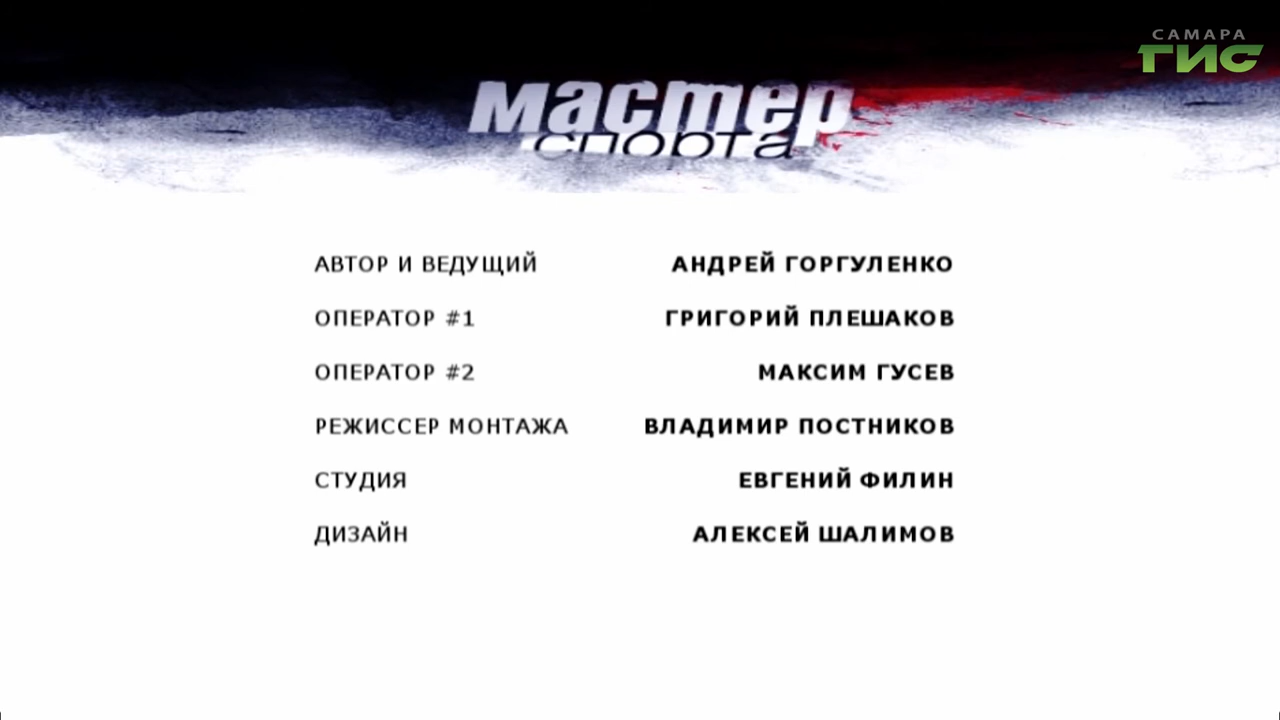 САМАРА
ГИС
мастер
спорта
АВТОР И ВЕДУЩИЙ АНДРЕЙ ГОРГУЛЕНКО
ОПЕРАТОР #1 ГРИГОРИЙ ПЛЕШАКОВ
ОПЕРАТОР #2 МАКСИМ ГУСЕВ
РЕЖИССЕР МОНТАЖА ВЛАДИМИР ПОСТНИКОВ
СТУДИЯ ЕВГЕНИЙ ФИЛИН
ДИЗАЙН АЛЕКСЕЙ ШАЛИМОВ